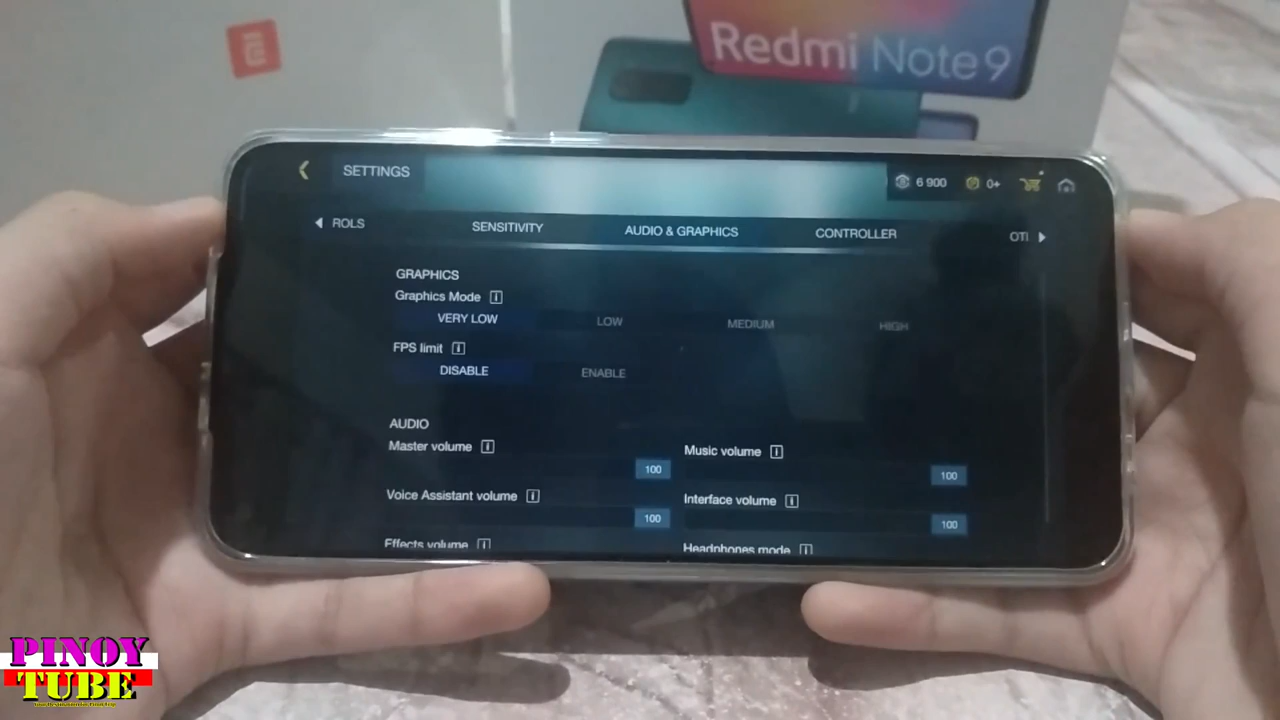 Redmi Note 9
SETTINGS
6 900
0+
ROLS
SENSITIVITY
AUDIO & GRAPHICS
CONTROLLER
OTI
GRAPHICS
Graphics Mode
VERY LOW
LOW
MEDIUM
HIGH
FPS limit
DISABLE
ENABLE
AUDIO
Master volume
Music volume
100
100
Voice Assistant volume
Interface volume
100
100
Effects volume
Headphones mode
PINOY
TUBE